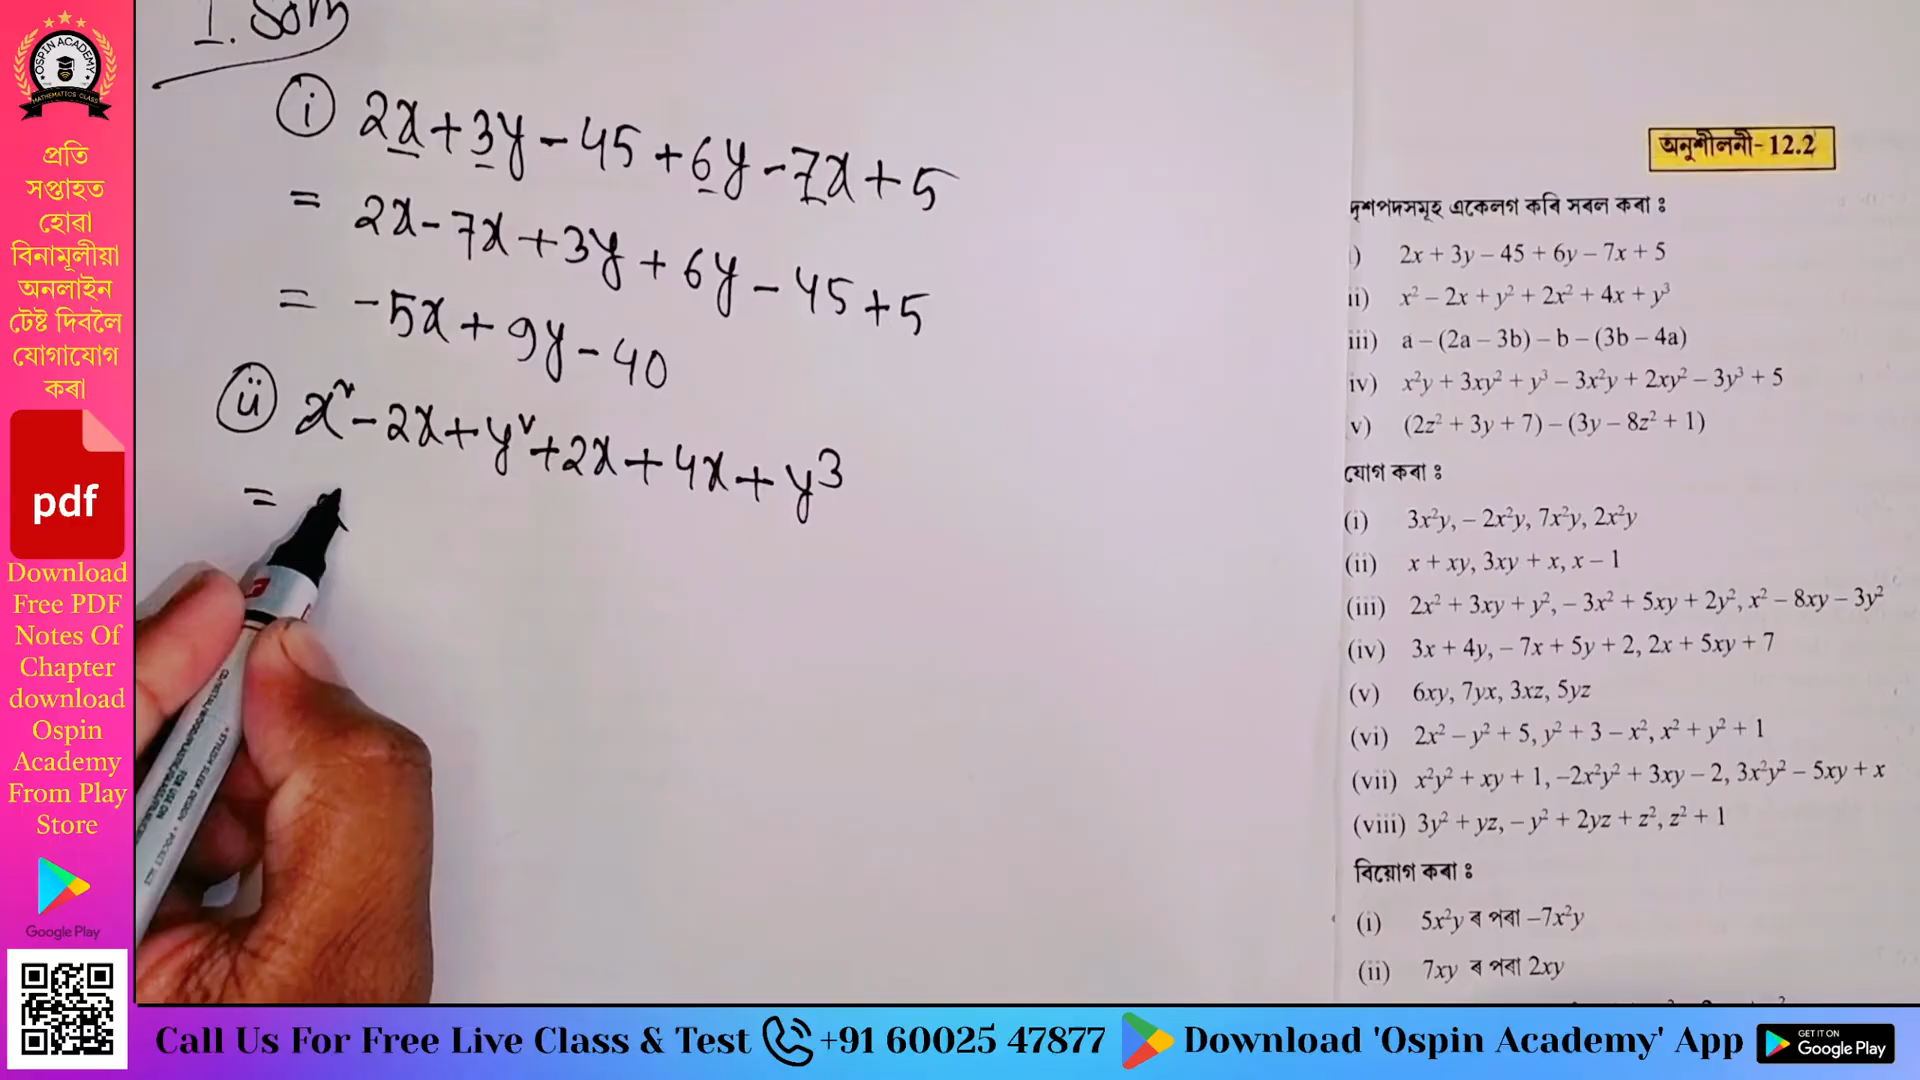 OSPIN ACADEMY
MATHEMATICS CLASS
প্ৰতি
সপ্তাহত
হোৱা
বিনামূলীয়া
অনলাইন
টেষ্ট দিবলৈ
যোগাযোগ
কৰা
pdf
Download
Free PDF
Notes Of
Chapter
download
Ospin
Academy
From Play
Store
Google Play
1. Soln
(i) 2x + 3y - 45 + 6y - 7x + 5
= 2x - 7x + 3y + 6y - 45 + 5
= -5x + 9y - 40
(ii) x² - 2x + y² + 2x + 4x + y³
=
অনুশীলনী- 12.2
দৃশপদসমূহ একেলগ কৰি সৰল কৰা ঃ
i) 2x + 3y – 45 + 6y – 7x + 5
ii) x² – 2x + y² + 2x² + 4x + y³
iii) a – (2a – 3b) – b – (3b – 4a)
iv) x²y + 3xy² + y³ – 3x²y + 2xy² – 3y³ + 5
v) (2z² + 3y + 7) – (3y – 8z² + 1)
যোগ কৰা ঃ
(i) 3x²y, – 2x²y, 7x²y, 2x²y
(ii) x + xy, 3xy + x, x – 1
(iii) 2x² + 3xy + y², – 3x² + 5xy + 2y², x² – 8xy – 3y²
(iv) 3x + 4y, – 7x + 5y + 2, 2x + 5xy + 7
(v) 6xy, 7yx, 3xz, 5yz
(vi) 2x² – y² + 5, y² + 3 – x², x² + y² + 1
(vii) x²y² + xy + 1, –2x²y² + 3xy – 2, 3x²y² – 5xy + x
(viii) 3y² + yz, – y² + 2yz + z², z² + 1
বিয়োগ কৰা ঃ
(i) 5x²y ৰ পৰা –7x²y
(ii) 7xy ৰ পৰা 2xy
Call Us For Free Live Class & Test +91 60025 47877 Download 'Ospin Academy' App GET IT ON Google Play